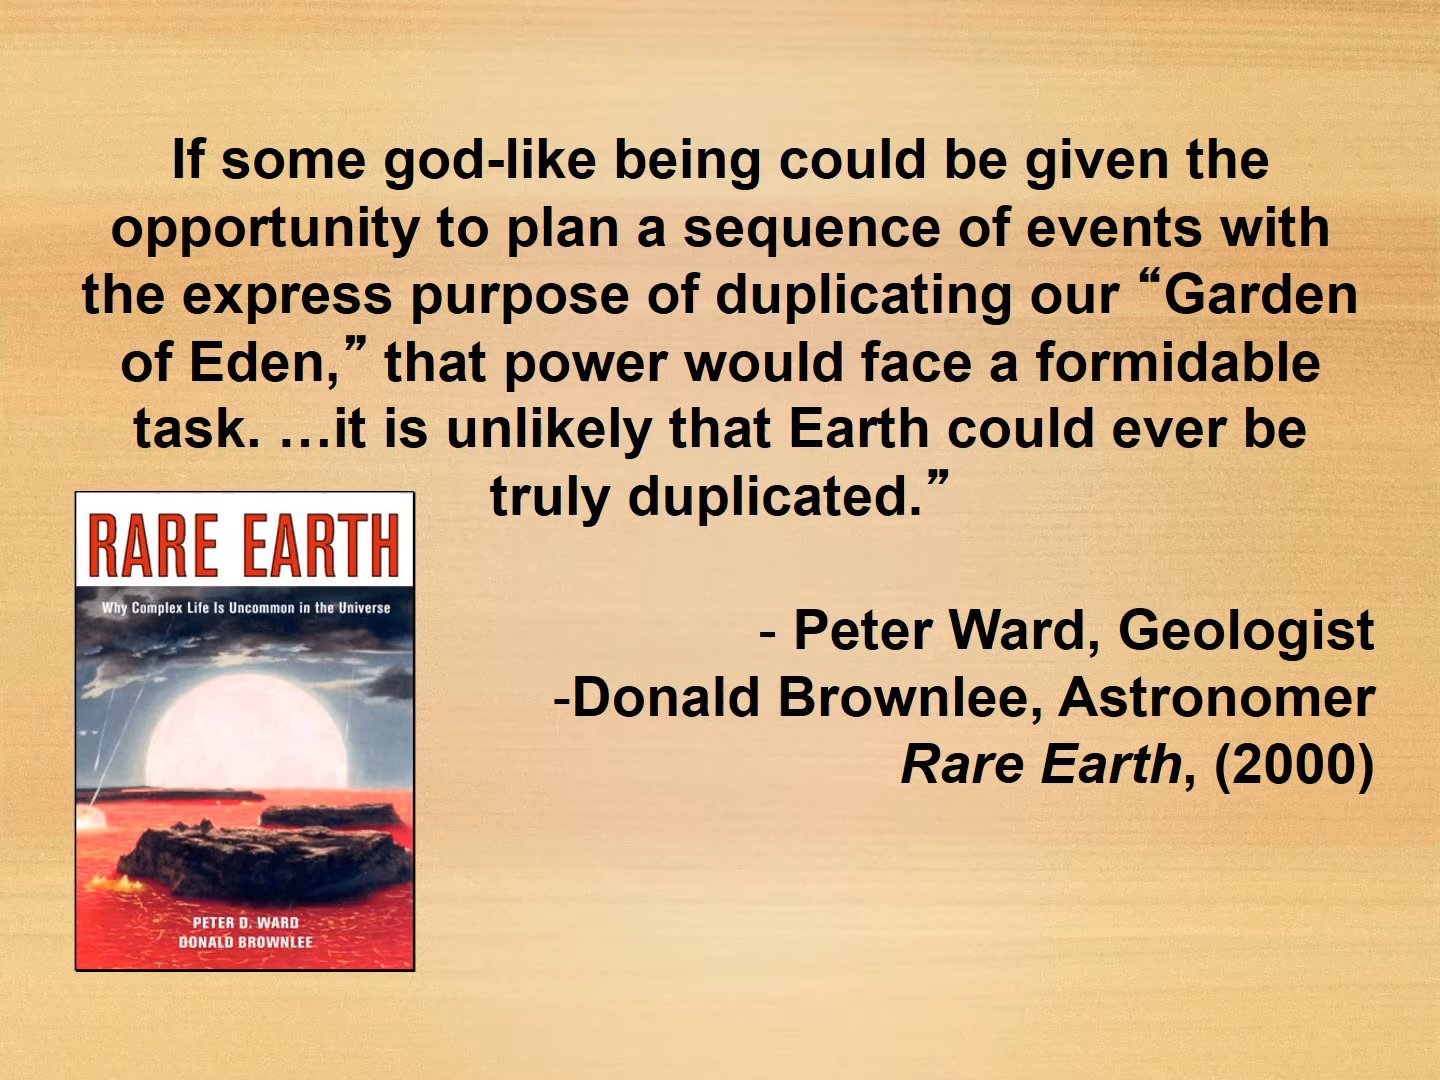 If some god-like being could be given the
opportunity to plan a sequence of events with
the express purpose of duplicating our “Garden
of Eden,” that power would face a formidable
task. …it is unlikely that Earth could ever be
truly duplicated.”
- Peter Ward, Geologist
-Donald Brownlee, Astronomer
Rare Earth, (2000)
RARE EARTH
Why Complex Life Is Uncommon in the Universe
PETER D. WARD
DONALD BROWNLEE